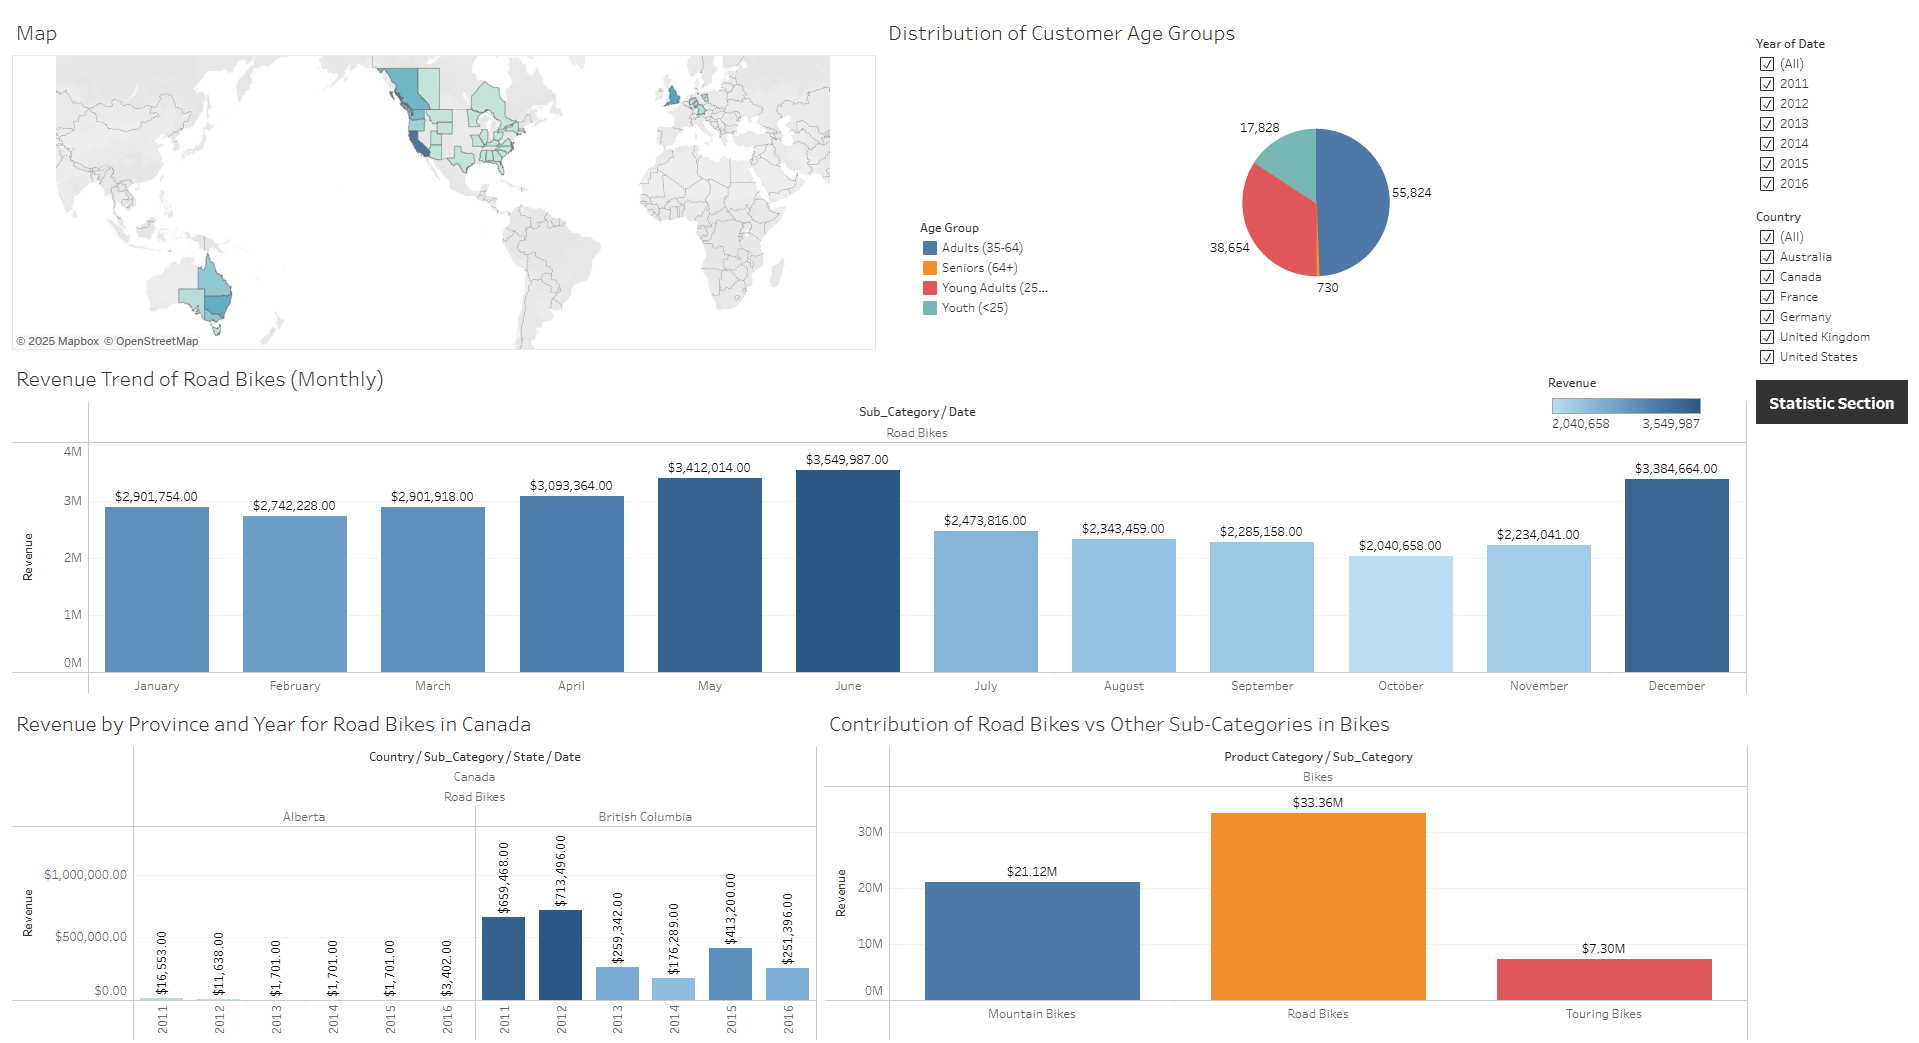 Map
© 2025 Mapbox © OpenStreetMap
Distribution of Customer Age Groups
17,828
55,824
38,654
730
Age Group
Adults (35-64)
Seniors (64+)
Young Adults (25...
Youth (<25)
Year of Date
(All)
2011
2012
2013
2014
2015
2016
Country
(All)
Australia
Canada
France
Germany
United Kingdom
United States
Statistic Section
Revenue Trend of Road Bikes (Monthly)
Revenue
2,040,658 3,549,987
Sub_Category / Date
Road Bikes
Revenue
4M
3M
2M
1M
0M
$2,901,754.00
$2,742,228.00
$2,901,918.00
$3,093,364.00
$3,412,014.00
$3,549,987.00
$2,473,816.00
$2,343,459.00
$2,285,158.00
$2,040,658.00
$2,234,041.00
$3,384,664.00
January February March April May June July August September October November December
Revenue by Province and Year for Road Bikes in Canada
Country / Sub_Category / State / Date
Canada
Road Bikes
Alberta British Columbia
Revenue
$1,000,000.00
$500,000.00
$0.00
$16,553.00
$11,638.00
$1,701.00
$1,701.00
$1,701.00
$3,402.00
$659,468.00
$713,496.00
$259,342.00
$176,289.00
$413,200.00
$251,396.00
2011 2012 2013 2014 2015 2016 2011 2012 2013 2014 2015 2016
Contribution of Road Bikes vs Other Sub-Categories in Bikes
Product Category / Sub_Category
Bikes
Revenue
30M
20M
10M
0M
$21.12M
$33.36M
$7.30M
Mountain Bikes Road Bikes Touring Bikes